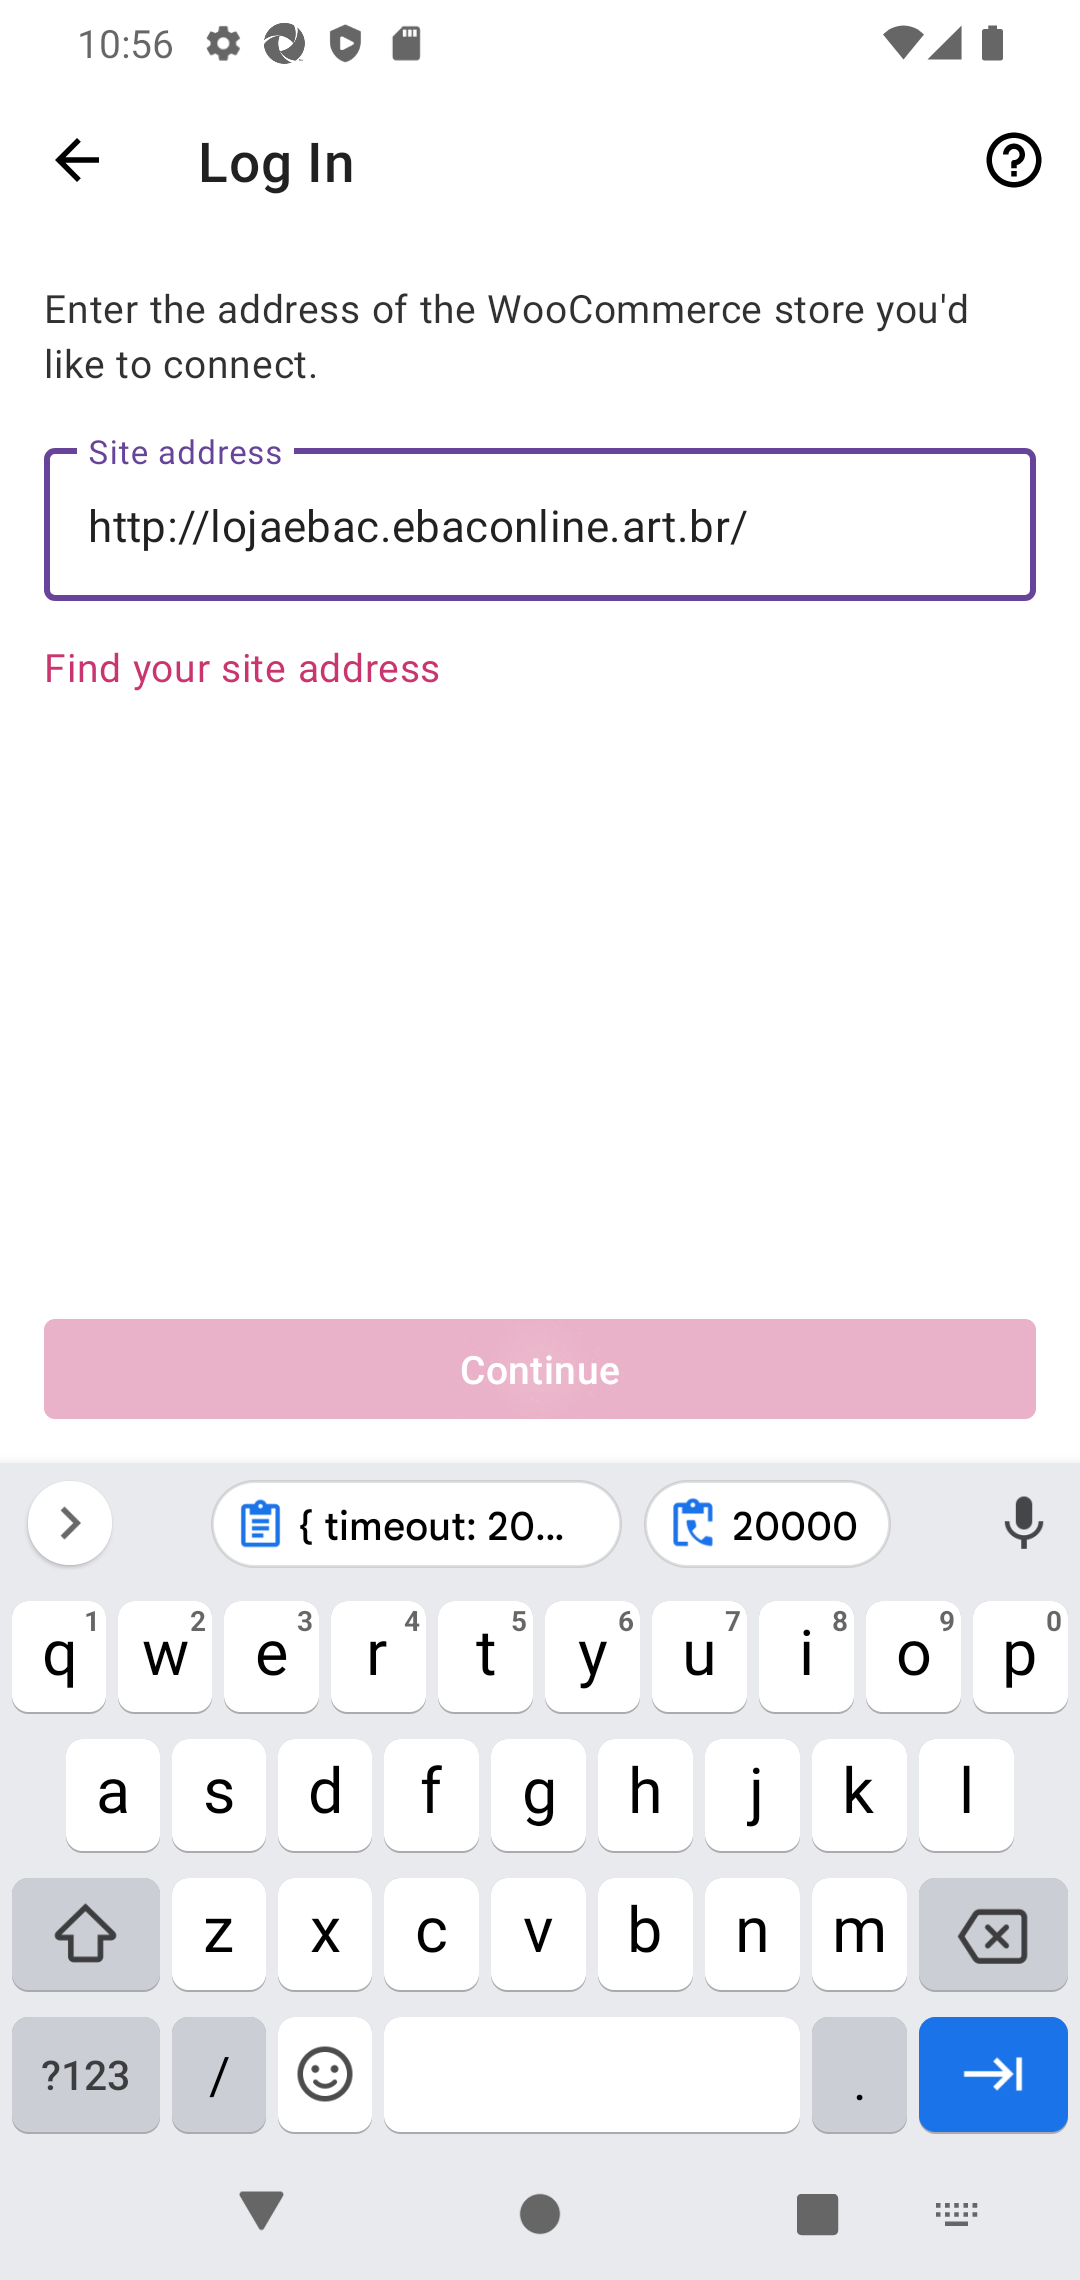 10:56
Log In
Enter the address of the WooCommerce store you'd
like to connect.
Site address
http://lojaebac.ebaconline.art.br/
Find your site address
Continue
{ timeout: 20... 20000
1 2 3 4 5 6 7 8 9 0
q w e r t y u i o p
a s d f g h j k l
z x c v b n m
?123 / .